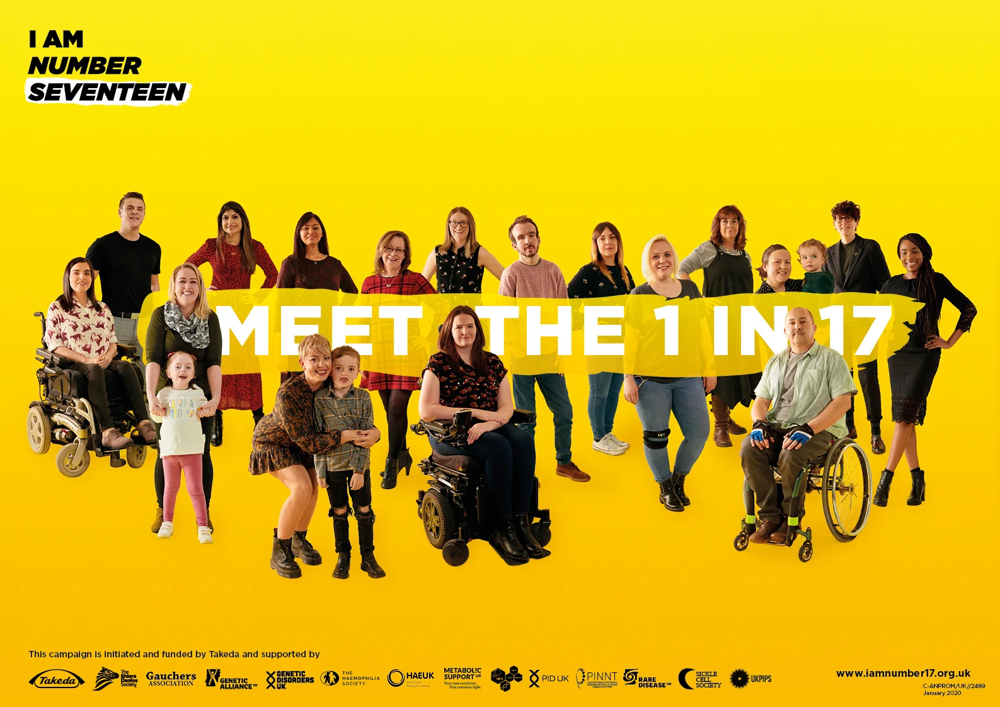 I AM
NUMBER
SEVENTEEN
MEET THE 1 IN 17
This campaign is initiated and funded by Takeda and supported by
Takeda
The
Ehlers
Danlos
Society
Gauchers
ASSOCIATION
GENETIC
ALLIANCE UK
GENETIC
DISORDERS
UK
THE
HAEMOPHILIA
SOCIETY
HAEUK
METABOLIC
SUPPORT UK
Your rare condition.
Our common fight.
PID UK
PINNT
RARE
DISEASE UK
SICKLE
CELL
SOCIETY
UKPIPS
www.iamnumber17.org.uk
C-ANPROM/UK//2489
January 2020